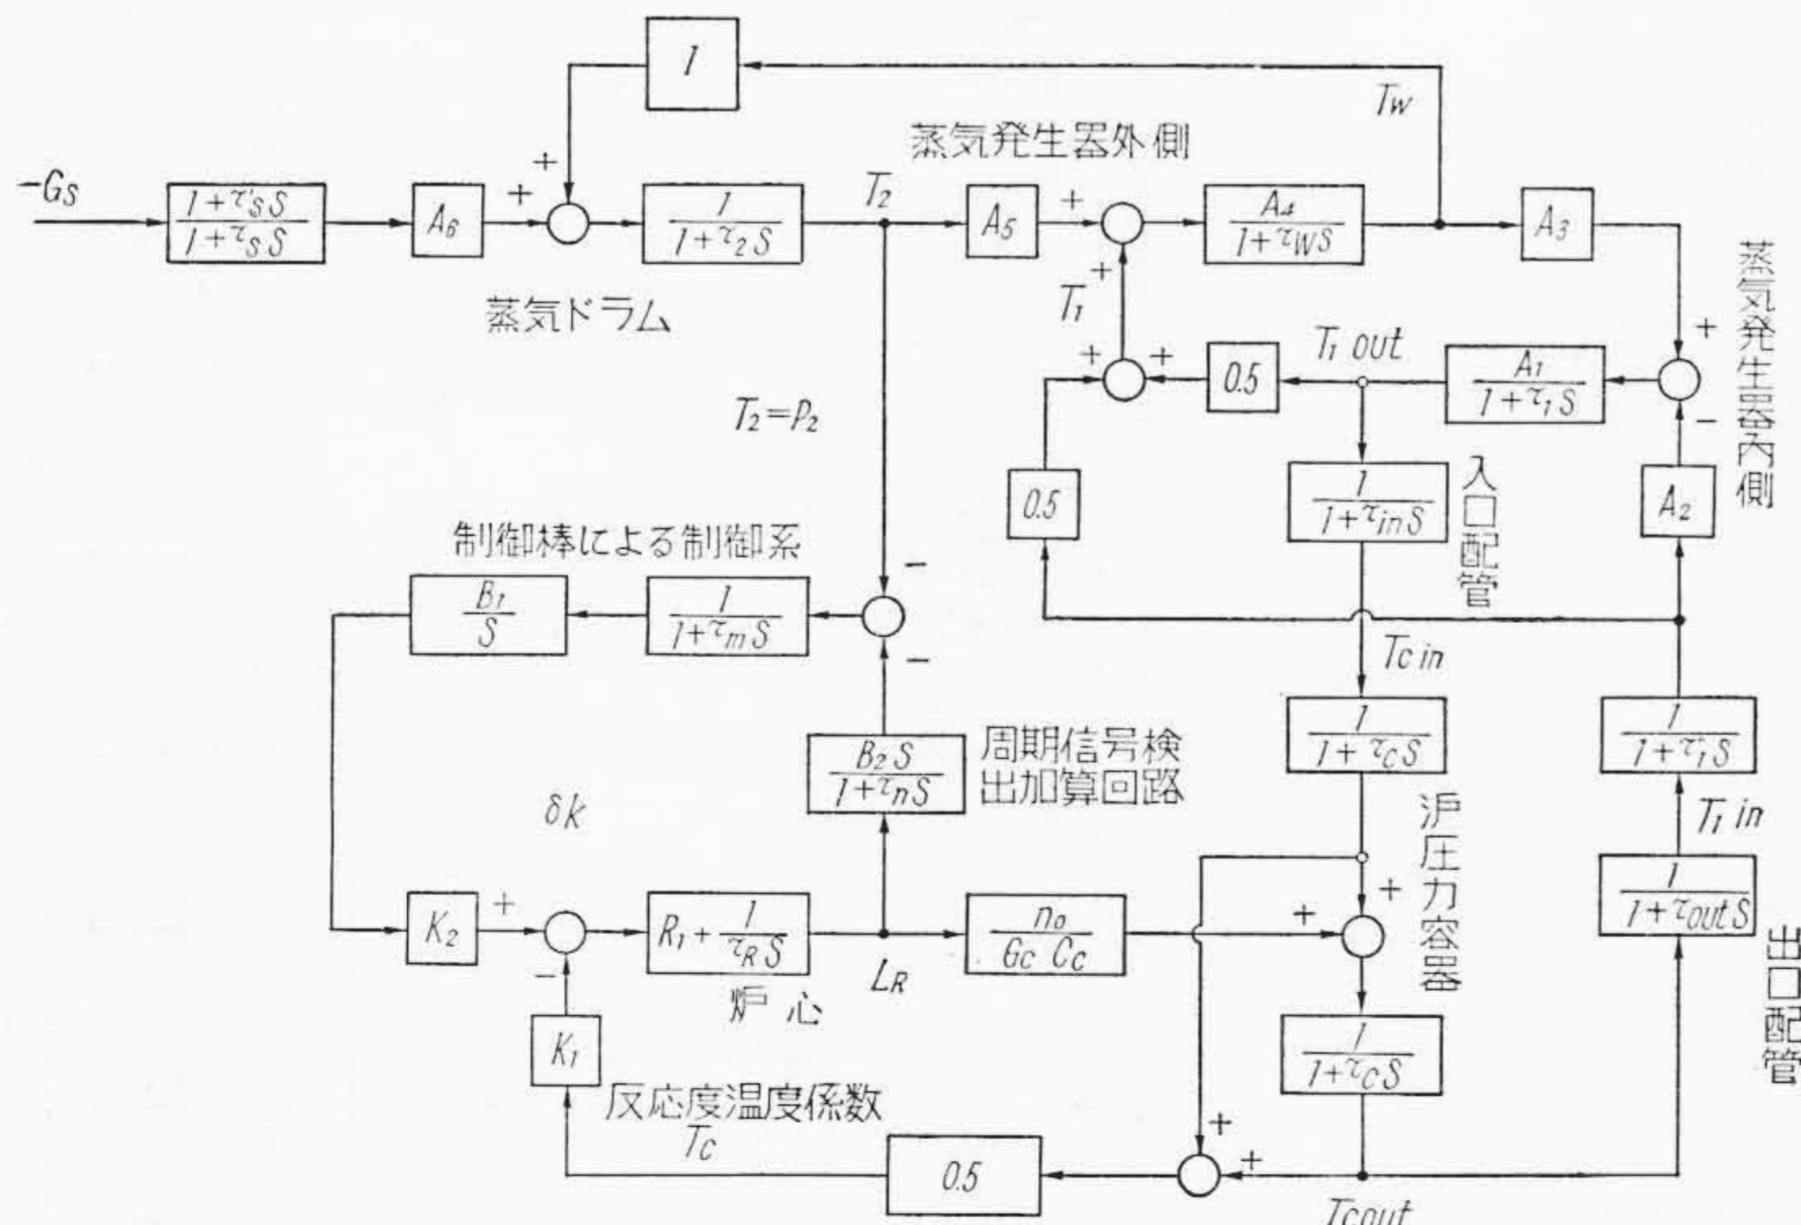 1
Tw
蒸気発生器外側
-Gs
1+τ's S
1+τs S
A6
+
+
1
1+τ2 S
T2
A5
+
A4
1+τw S
A3
蒸気ドラム
T1
+
蒸気発生器内側
+
+
+
0.5
T1 out
A1
1+τ1 S
-
T2=P2
0.5
1
1+τin S
入口配管
A2
制御棒による制御系
B1
S
1
1+τm S
-
-
Tc in
B2 S
1+τn S
周期信号検
出加算回路
1
1+τc S
1
1+τ'1 S
δk
炉圧力容器
T1 in
K2
+
-
R1+
1
τR S
LR
n0
Gc Cc
+
+
1
1+τout S
出口配管
炉心
K1
1
1+τc S
反応度温度係数
Tc
0.5
+
+
Tcout